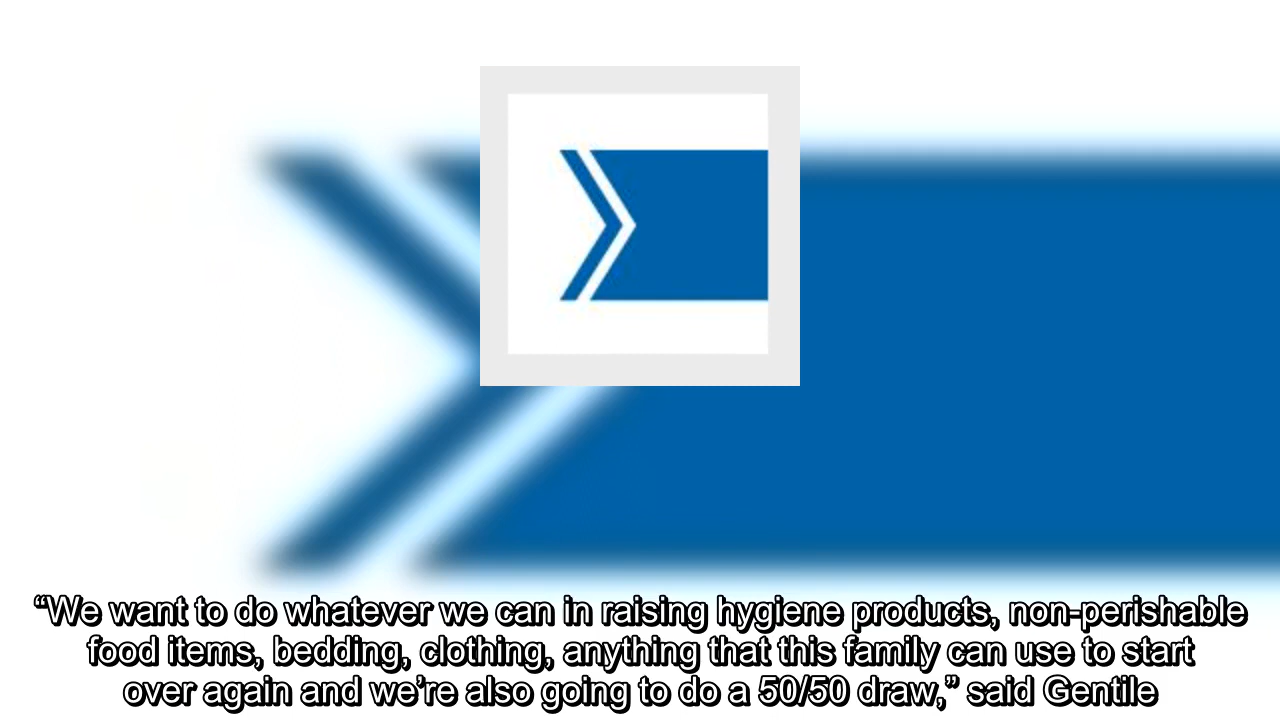 “We want to do whatever we can in raising hygiene products, non-perishable
food items, bedding, clothing, anything that this family can use to start
over again and we’re also going to do a 50/50 draw,” said Gentile